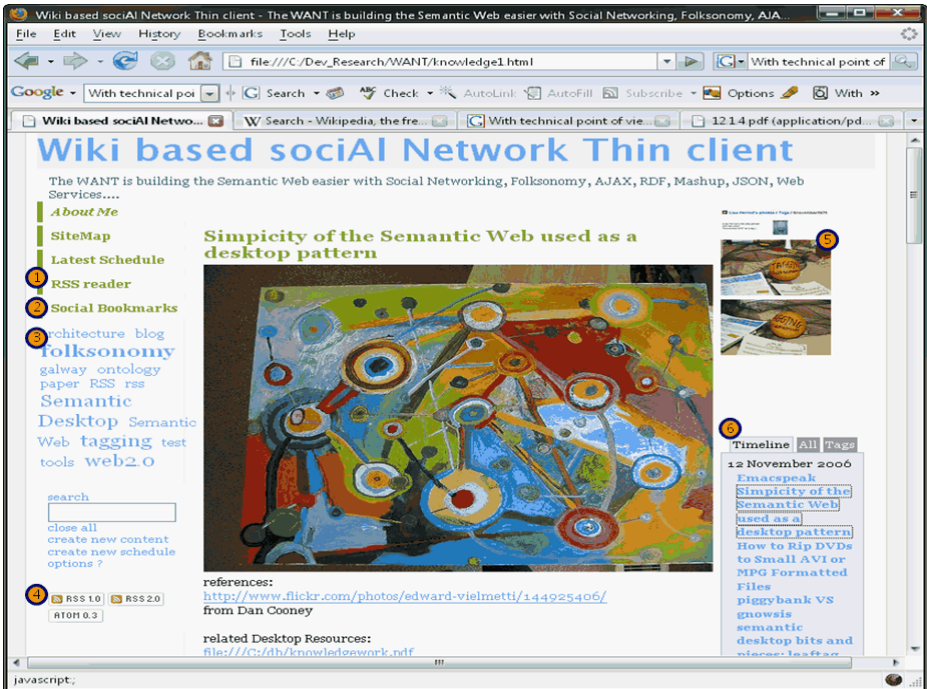 Wiki based sociAl Network Thin client - The WANT is building the Semantic Web easier with Social Networking, Folksonomy, AJA...
File Edit View History Bookmarks Tools Help
file:///C:/Dev_Research/WANT/knowledge1.html
With technical point of
Google With technical poi Search ABC Check AutoLink AutoFill Subscribe Options With »
Wiki based sociAl Netwo... Search - Wikipedia, the fre... With technical point of vie... 12.1.4.pdf (application/pd...
Wiki based sociAl Network Thin client
The WANT is building the Semantic Web easier with Social Networking, Folksonomy, AJAX, RDF, Mashup, JSON, Web
Services....
About Me
SiteMap
Latest Schedule
1 RSS reader
2 Social Bookmarks
3
rchitecture blog
folksonomy
galway ontology
paper RSS rss
Semantic
Desktop Semantic
Web tagging test
tools web2.0
search
close all
create new content
create new schedule
options ?
4 RSS 1.0 RSS 2.0
ATOM 0.3
Simpicity of the Semantic Web used as a
desktop pattern
references:
http://www.flickr.com/photos/edward-vielmetti/144925406/
from Dan Cooney
related Desktop Resources:
file:///C:/dh/knowledgework.pdf
5
6
Timeline All Tags
12 November 2006
Emacspeak
Simpicity of the
Semantic Web
used as a
desktop pattern
How to Rip DVDs
to Small AVI or
MPG Formatted
Files
piggybank VS
gnowsis
semantic
desktop bits and
pieces: leaftag
javascript:;